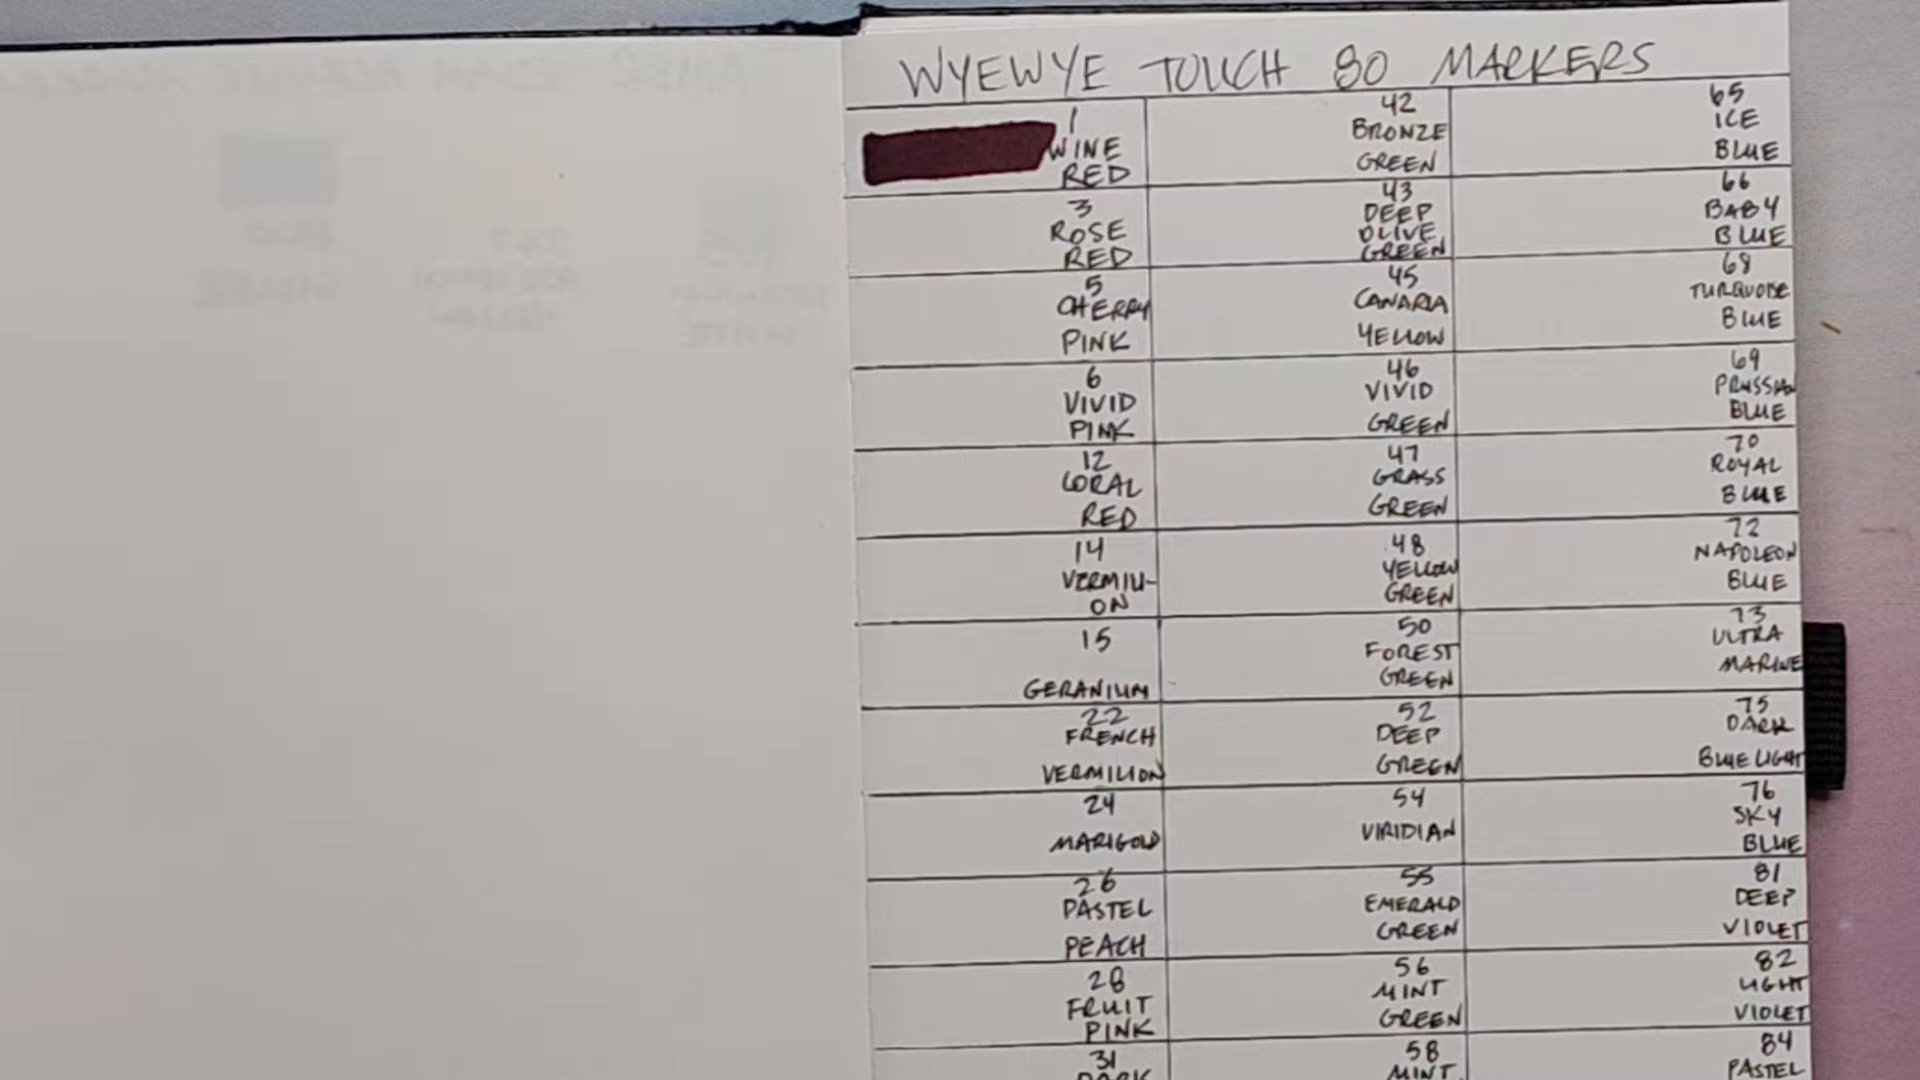 WYEWYE TOUCH 80 MARKERS
1
WINE
RED
3
ROSE
RED
5
CHERRY
PINK
6
VIVID
PINK
12
CORAL
RED
14
VERMILI-
ON
15
GERANIUM
22
FRENCH
VERMILION
24
MARIGOLD
26
PASTEL
PEACH
28
FRUIT
PINK
31
DARK
42
BRONZE
GREEN
43
DEEP
OLIVE
GREEN
45
CANARIA
YELLOW
46
VIVID
GREEN
47
GRASS
GREEN
48
YELLOW
GREEN
50
FOREST
GREEN
52
DEEP
GREEN
54
VIRIDIAN
55
EMERALD
GREEN
56
MINT
GREEN
58
MINT
65
ICE
BLUE
66
BABY
BLUE
68
TURQUOISE
BLUE
69
PRUSSIAN
BLUE
70
ROYAL
BLUE
72
NAPOLEON
BLUE
73
ULTRA
MARINE
75
DARK
BLUE LIGHT
76
SKY
BLUE
81
DEEP
VIOLET
82
LIGHT
VIOLET
84
PASTEL